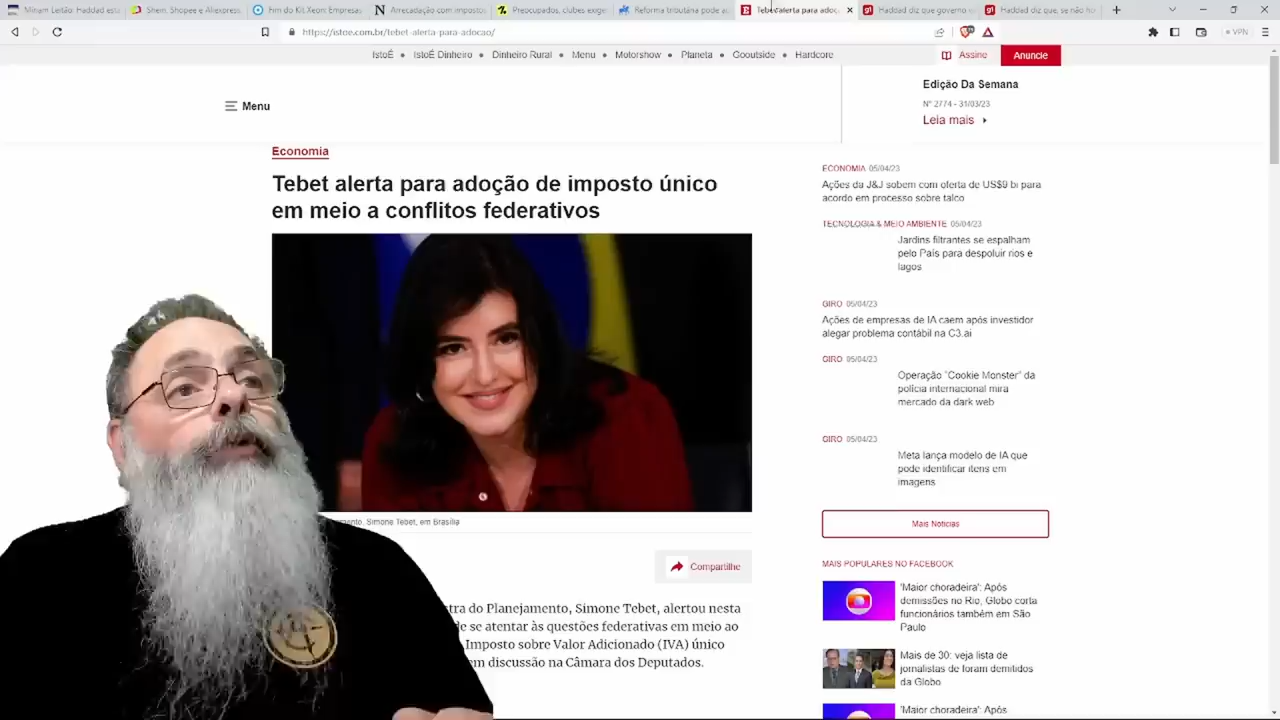 Miriam Leitão: Haddad está
Shein, Shopee e Aliexpress
Fim do Kit Xeom Empresas
Arrecadação com impostos
Preocupados, clubes exige
Reforma tributária pode a
Tebet alerta para adoç
Haddad diz que governo v
Haddad diz que, se não ho
https://istoe.com.br/tebet-alerta-para-adocao/
VPN
IstoÉ • IstoÉ Dinheiro • Dinheiro Rural • Menu • Motorshow • Planeta • Gooutside • Hardcore
Assine
Anuncie
Menu
Edição Da Semana
Nº 2774 - 31/03/23
Leia mais
Economia
Tebet alerta para adoção de imposto único
em meio a conflitos federativos
Simone Tebet, em Brasília
Compartilhe
tra do Planejamento, Simone Tebet, alertou nesta
de se atentar às questões federativas em meio ao
Imposto sobre Valor Adicionado (IVA) único
em discussão na Câmara dos Deputados.
ECONOMIA 05/04/23
Ações da J&J sobem com oferta de US$9 bi para
acordo em processo sobre talco
TECNOLOGIA & MEIO AMBIENTE 05/04/23
Jardins filtrantes se espalham
pelo País para despoluir rios e
lagos
GIRO 05/04/23
Ações de empresas de IA caem após investidor
alegar problema contábil na C3.ai
GIRO 05/04/23
Operação "Cookie Monster" da
polícia internacional mira
mercado da dark web
GIRO 05/04/23
Meta lança modelo de IA que
pode identificar itens em
imagens
Mais Notícias
MAIS POPULARES NO FACEBOOK
'Maior choradeira': Após
demissões no Rio, Globo corta
funcionários também em São
Paulo
Mais de 30: veja lista de
jornalistas de foram demitidos
da Globo
'Maior choradeira': Após